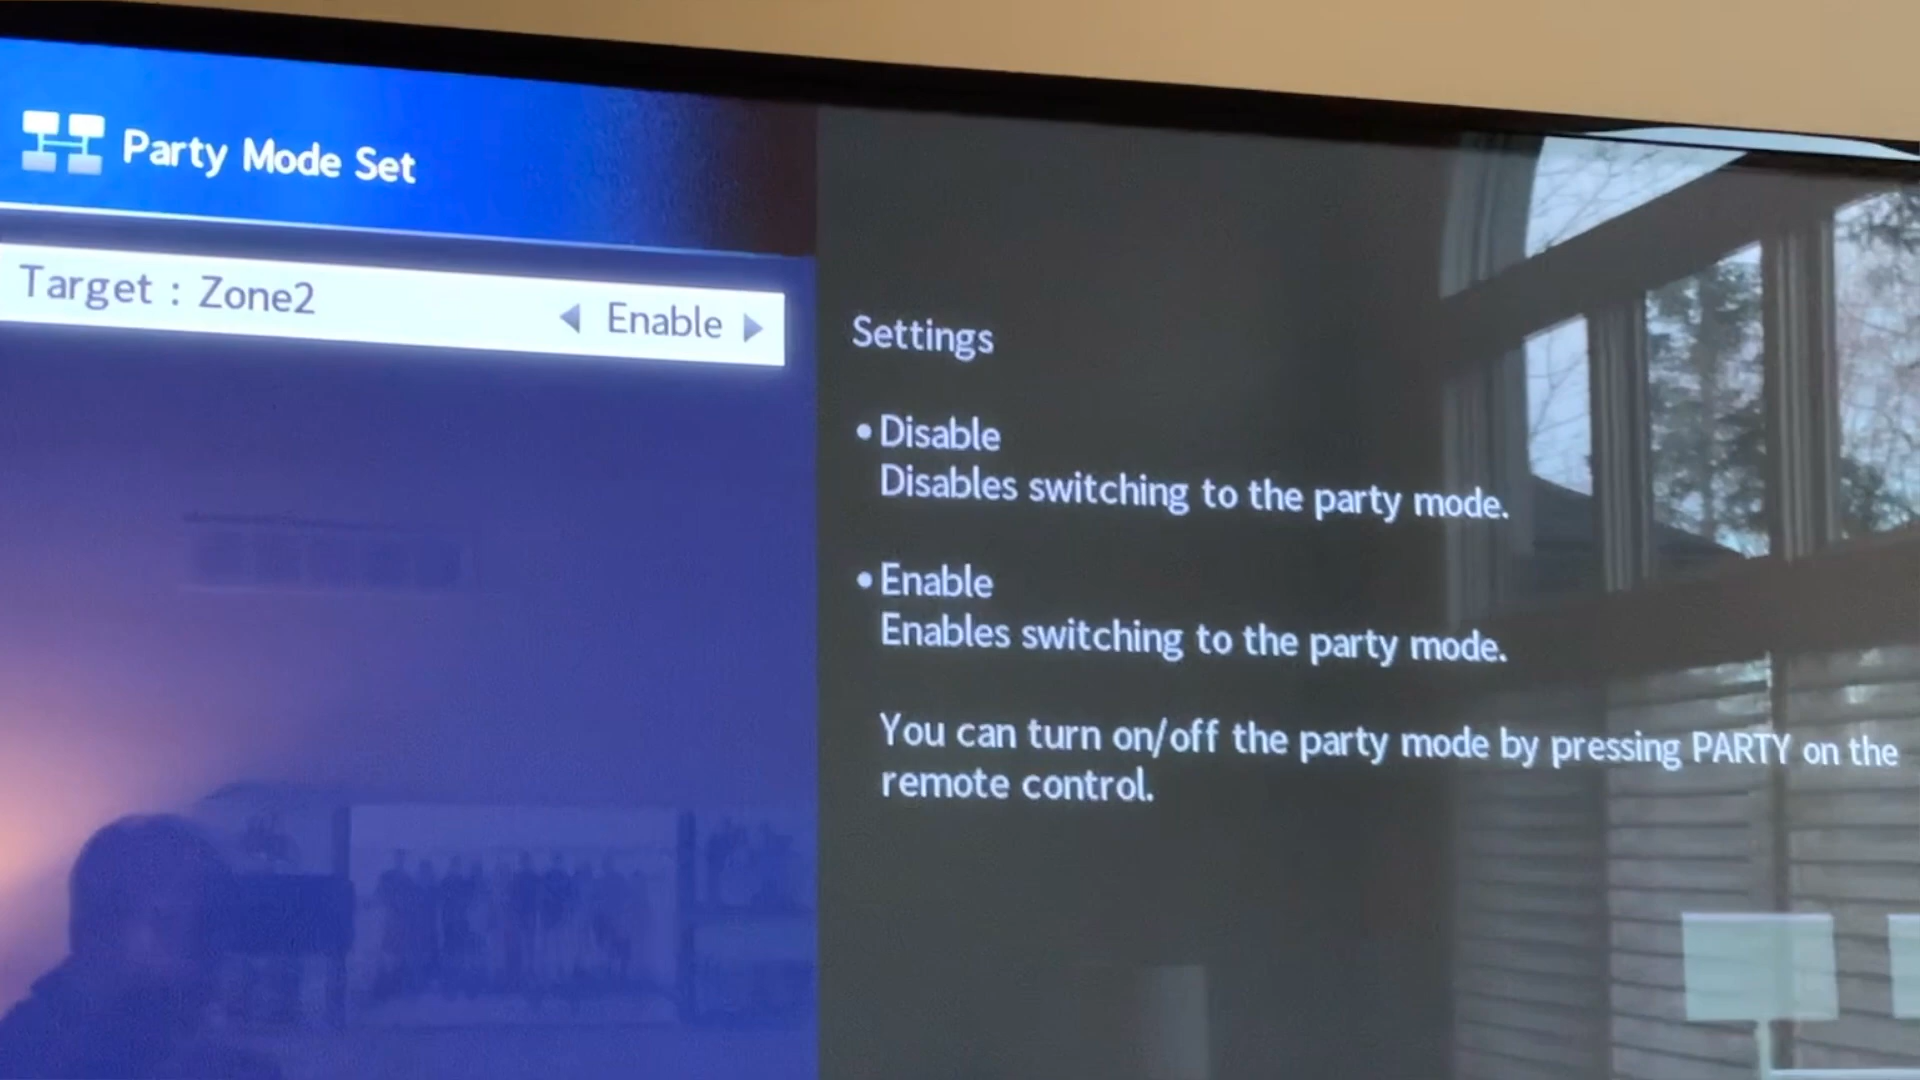 Party Mode Set
Target : Zone2
Enable
Settings
•Disable
Disables switching to the party mode.
•Enable
Enables switching to the party mode.
You can turn on/off the party mode by pressing PARTY on the
remote control.